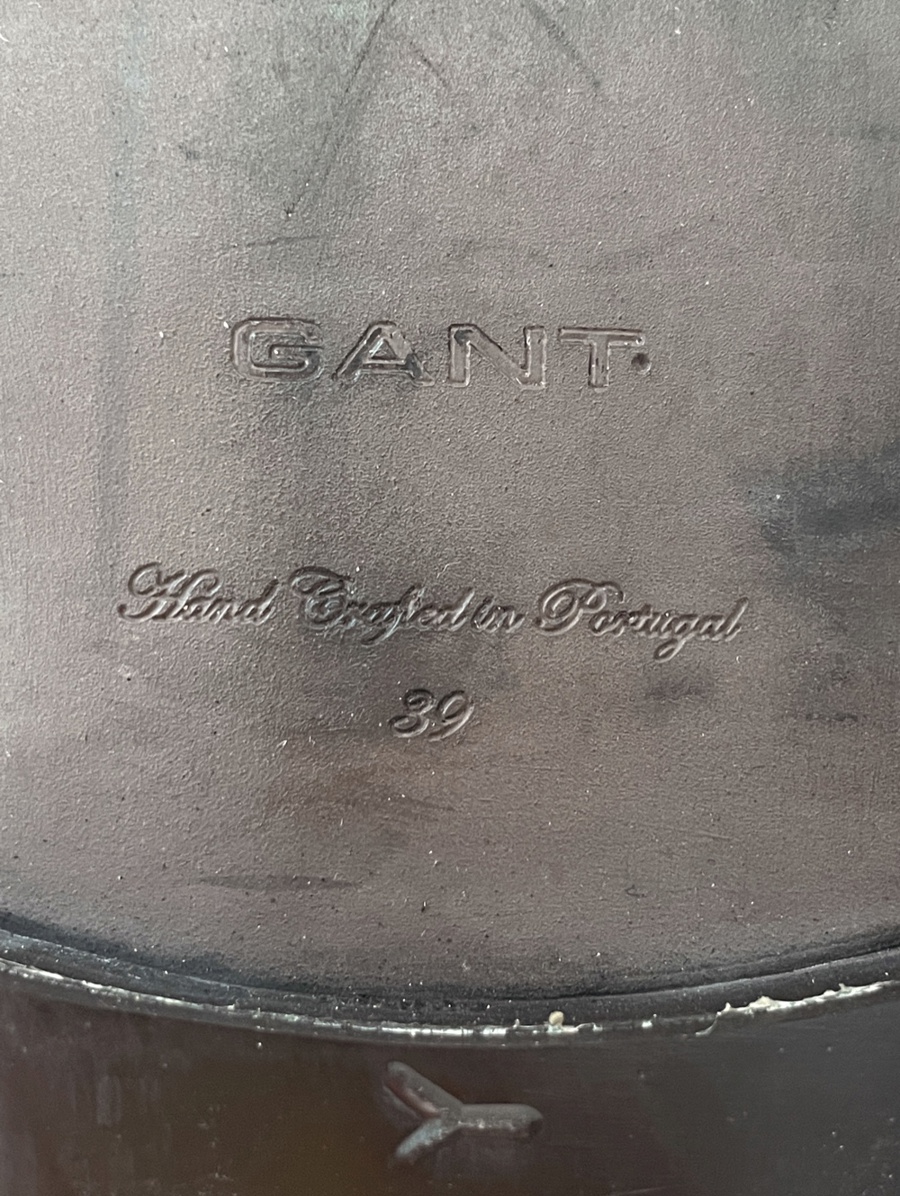 GANT.
Hand Crafted in Portugal
39